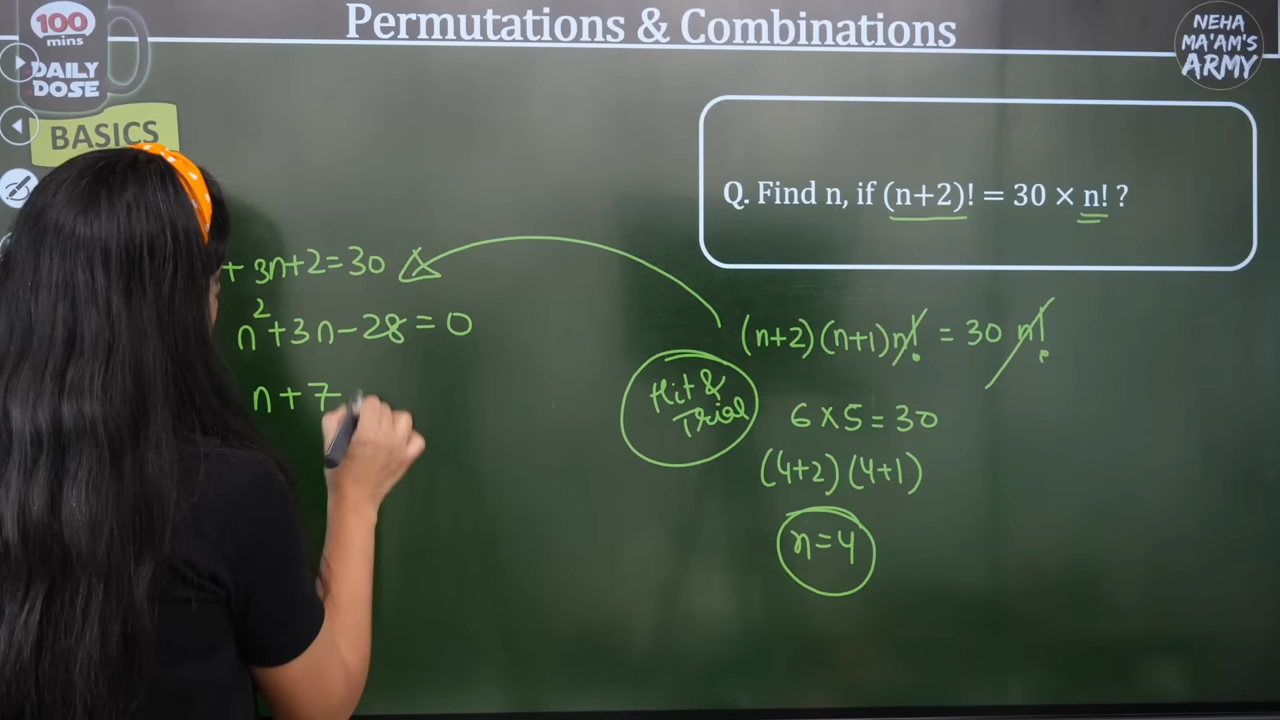 Permutations & Combinations
100
mins
DAILY
DOSE
NEHA
MA'AM'S
ARMY
BASICS
Q. Find n, if (n+2)! = 30 × n! ?
+ 3n+2=30
n²+3n-28=0
n+7
(n+2)(n+1)n! = 30 n!
Hit &
Trial
6×5=30
(4+2)(4+1)
n=4